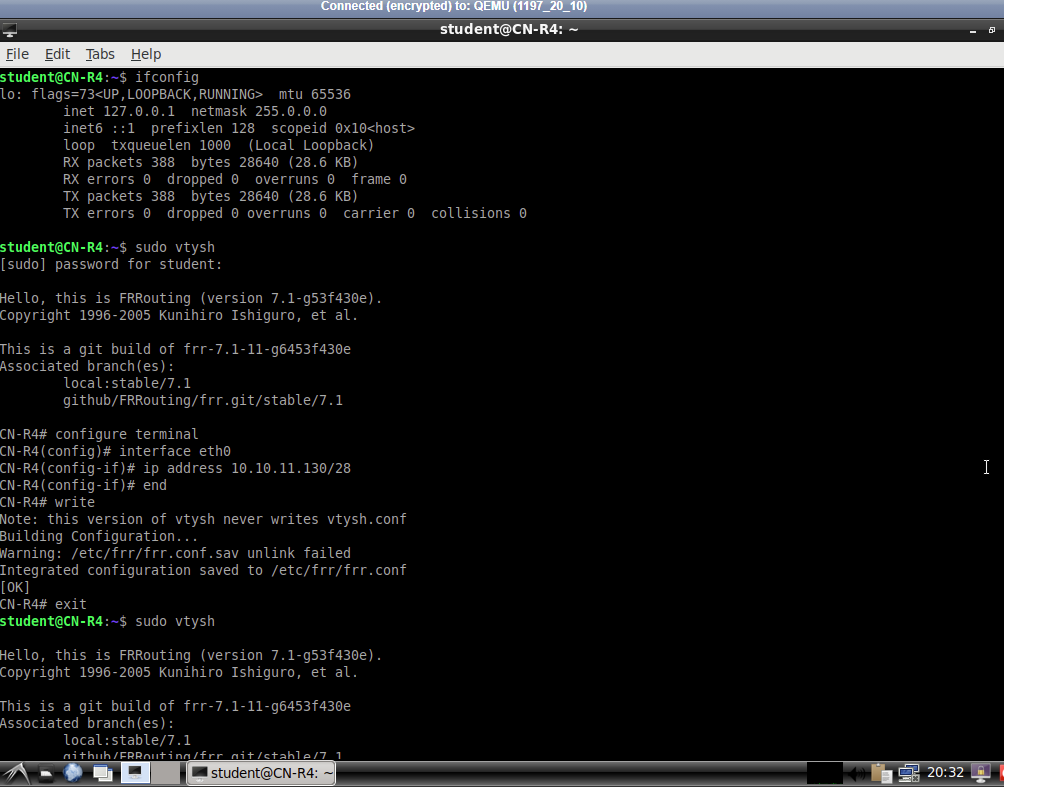 Connected (encrypted) to: QEMU (1197_20_10)
student@CN-R4: ~
File Edit Tabs Help
student@CN-R4:~$ ifconfig
lo: flags=73<UP,LOOPBACK,RUNNING>  mtu 65536
        inet 127.0.0.1  netmask 255.0.0.0
        inet6 ::1  prefixlen 128  scopeid 0x10<host>
        loop  txqueuelen 1000  (Local Loopback)
        RX packets 388  bytes 28640 (28.6 KB)
        RX errors 0  dropped 0  overruns 0  frame 0
        TX packets 388  bytes 28640 (28.6 KB)
        TX errors 0  dropped 0 overruns 0  carrier 0  collisions 0
student@CN-R4:~$ sudo vtysh
[sudo] password for student:
Hello, this is FRRouting (version 7.1-g53f430e).
Copyright 1996-2005 Kunihiro Ishiguro, et al.
This is a git build of frr-7.1-11-g6453f430e
Associated branch(es):
        local:stable/7.1
        github/FRRouting/frr.git/stable/7.1
CN-R4# configure terminal
CN-R4(config)# interface eth0
CN-R4(config-if)# ip address 10.10.11.130/28
CN-R4(config-if)# end
CN-R4# write
Note: this version of vtysh never writes vtysh.conf
Building Configuration...
Warning: /etc/frr/frr.conf.sav unlink failed
Integrated configuration saved to /etc/frr/frr.conf
[OK]
CN-R4# exit
student@CN-R4:~$ sudo vtysh
Hello, this is FRRouting (version 7.1-g53f430e).
Copyright 1996-2005 Kunihiro Ishiguro, et al.
This is a git build of frr-7.1-11-g6453f430e
Associated branch(es):
        local:stable/7.1
        github/FRRouting/frr.git/stable/7.1
student@CN-R4: ~
20:32